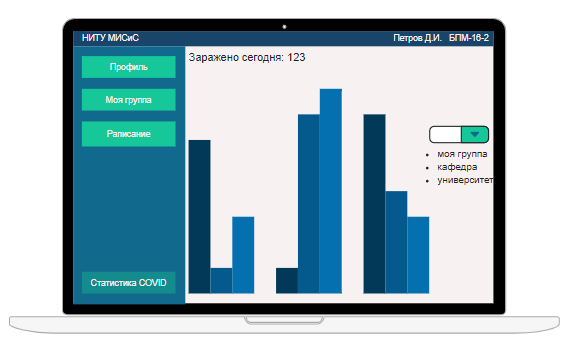 НИТУ МИСиС
Петров Д.И. БПМ-16-2
Профиль
Моя группа
Раписание
Статистика COVID
Заражено сегодня: 123
моя группа
кафедра
университет